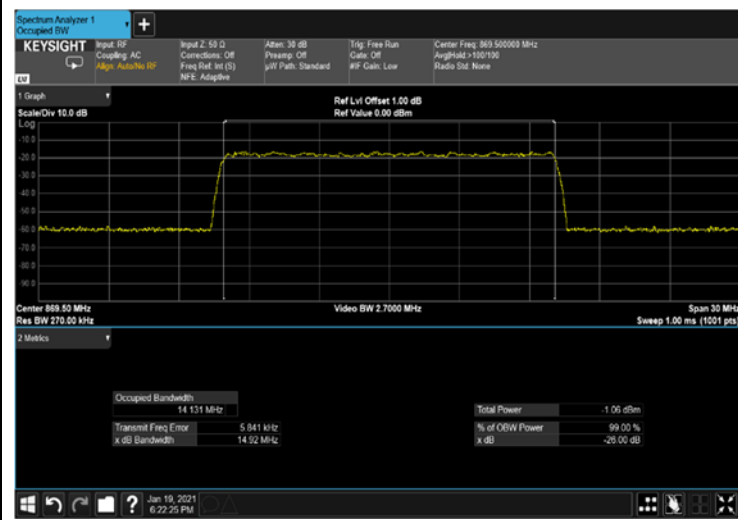 Spectrum Analyzer 1
Occupied BW
KEYSIGHT
Input: RF
Coupling: AC
Align: Auto/No RF
Input Z: 50 Ω
Corrections: Off
Freq Ref: Int (S)
NFE: Adaptive
Atten: 30 dB
Preamp: Off
µW Path: Standard
Trig: Free Run
Gate: Off
#IF Gain: Low
Center Freq: 869.500000 MHz
Avg|Hold:>100/100
Radio Std: None
1 Graph
Scale/Div 10.0 dB
Ref Lvl Offset 1.00 dB
Ref Value 0.00 dBm
Log
-10.0
-20.0
-30.0
-40.0
-50.0
-60.0
-70.0
-80.0
-90.0
Center 869.50 MHz
Video BW 2.7000 MHz
Span 30 MHz
Res BW 270.00 kHz
Sweep 1.00 ms (1001 pts)
2 Metrics
Occupied Bandwidth
14.131 MHz
Transmit Freq Error 5.841 kHz
x dB Bandwidth 14.92 MHz
Total Power -1.06 dBm
% of OBW Power 99.00 %
x dB -26.00 dB
Jan 19, 2021
6:22:25 PM